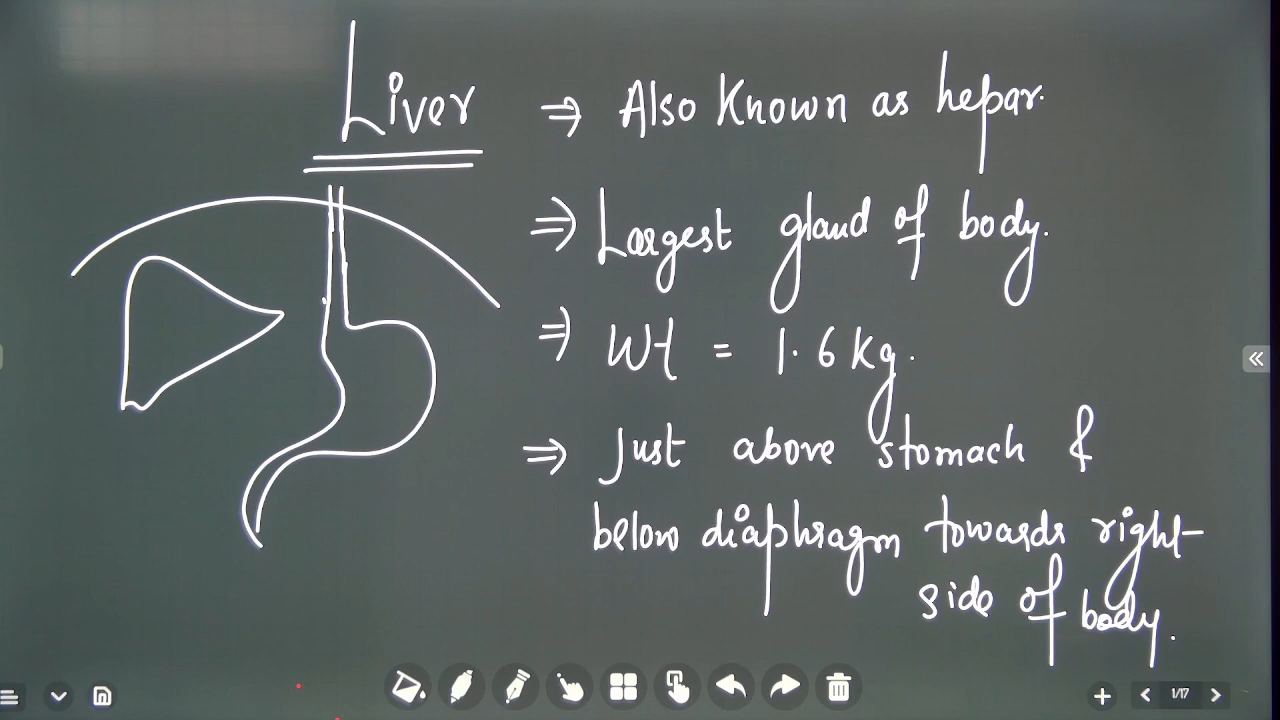 Liver ⇒ Also Known as hepar.
⇒ Largest gland of body.
⇒ Wt = 1.6 kg.
⇒ Just above stomach &
below diaphragm towards right
side of body.
1/17